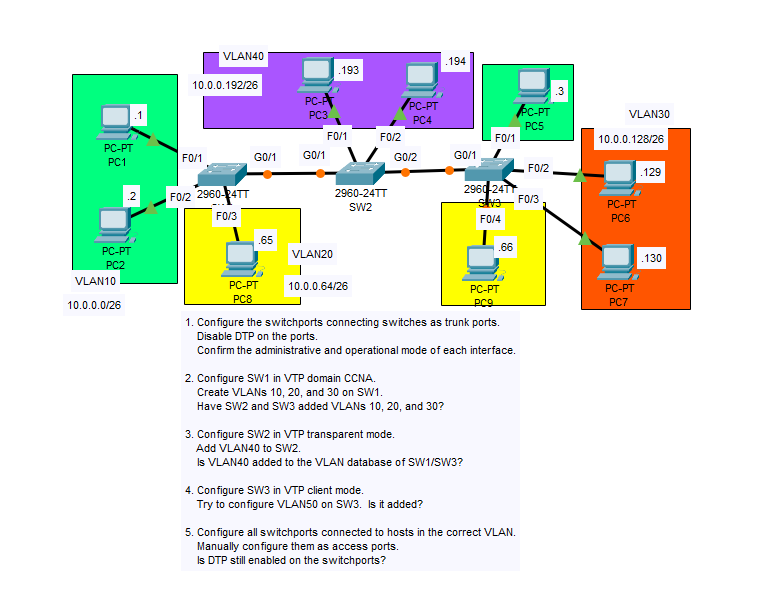 VLAN40
10.0.0.192/26
.193
.194
PC-PT
PC3
PC-PT
PC4
.3
PC-PT
PC5
VLAN30
10.0.0.128/26
.1
PC-PT
PC1
F0/1
F0/2
F0/1
F0/1
G0/1
G0/1
G0/2
G0/1
F0/2
.129
PC-PT
PC6
2960-24TT
2960-24TT
SW2
2960-24TT
SW3
.2
F0/2
F0/3
F0/3
F0/4
PC-PT
PC2
.65
PC-PT
PC8
VLAN20
10.0.0.64/26
.66
PC-PT
PC9
.130
PC-PT
PC7
VLAN10
10.0.0.0/26
1. Configure the switchports connecting switches as trunk ports.
Disable DTP on the ports.
Confirm the administrative and operational mode of each interface.
2. Configure SW1 in VTP domain CCNA.
Create VLANs 10, 20, and 30 on SW1.
Have SW2 and SW3 added VLANs 10, 20, and 30?
3. Configure SW2 in VTP transparent mode.
Add VLAN40 to SW2.
Is VLAN40 added to the VLAN database of SW1/SW3?
4. Configure SW3 in VTP client mode.
Try to configure VLAN50 on SW3.  Is it added?
5. Configure all switchports connected to hosts in the correct VLAN.
Manually configure them as access ports.
Is DTP still enabled on the switchports?